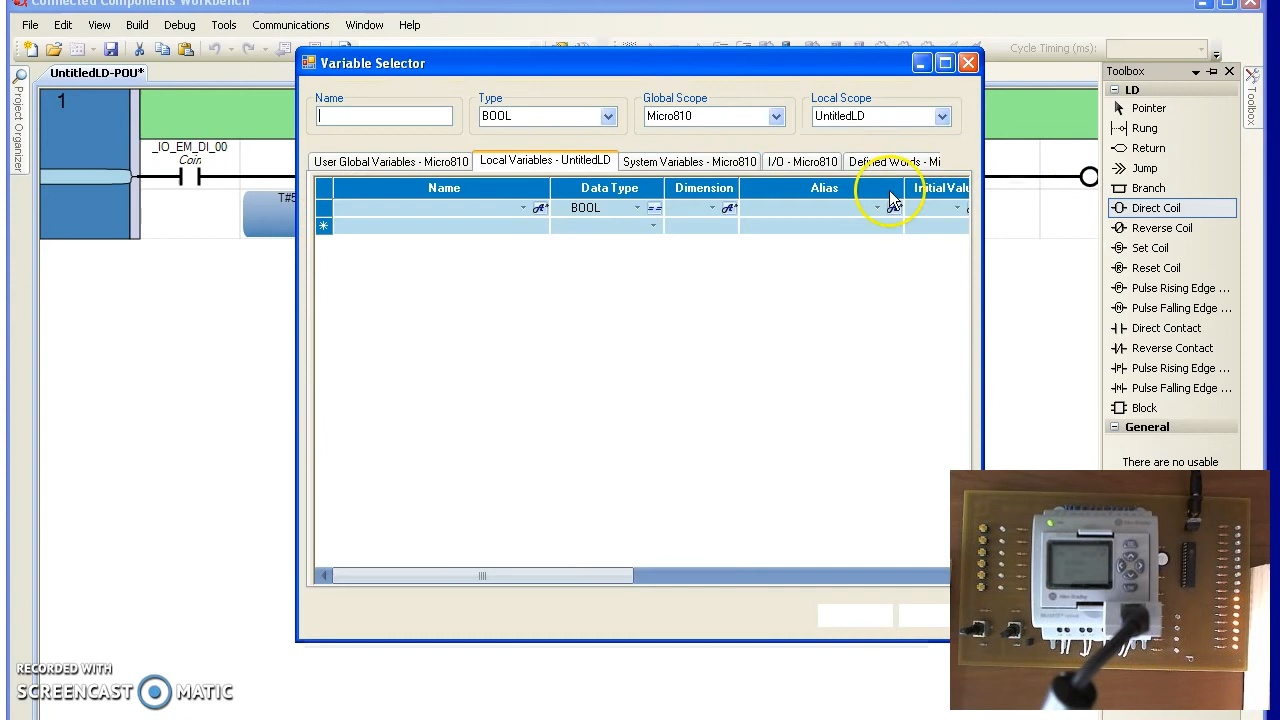 Connected Components Workbench
File Edit View Build Debug Tools Communications Window Help
Cycle Timing (ms):
UntitledLD-POU*
Project Organizer
1
_IO_EM_DI_00
Coin
T#5
Variable Selector
Name Type Global Scope Local Scope
BOOL Micro810 UntitledLD
User Global Variables - Micro810 Local Variables - UntitledLD System Variables - Micro810 I/O - Micro810 Defined Words - Mi
Name Data Type Dimension Alias Initial Valu
BOOL
Toolbox
Toolbox
LD
Pointer
Rung
Return
Jump
Branch
Direct Coil
Reverse Coil
Set Coil
Reset Coil
Pulse Rising Edge ...
Pulse Falling Edge ...
Direct Contact
Reverse Contact
Pulse Rising Edge ...
Pulse Falling Edge ...
Block
General
There are no usable
RECORDED WITH
SCREENCAST MATIC